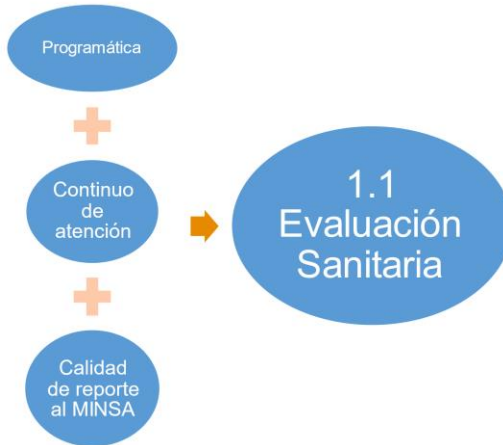 Programática
Continuo
de
atención
Calidad
de reporte
al MINSA
1.1
Evaluación
Sanitaria